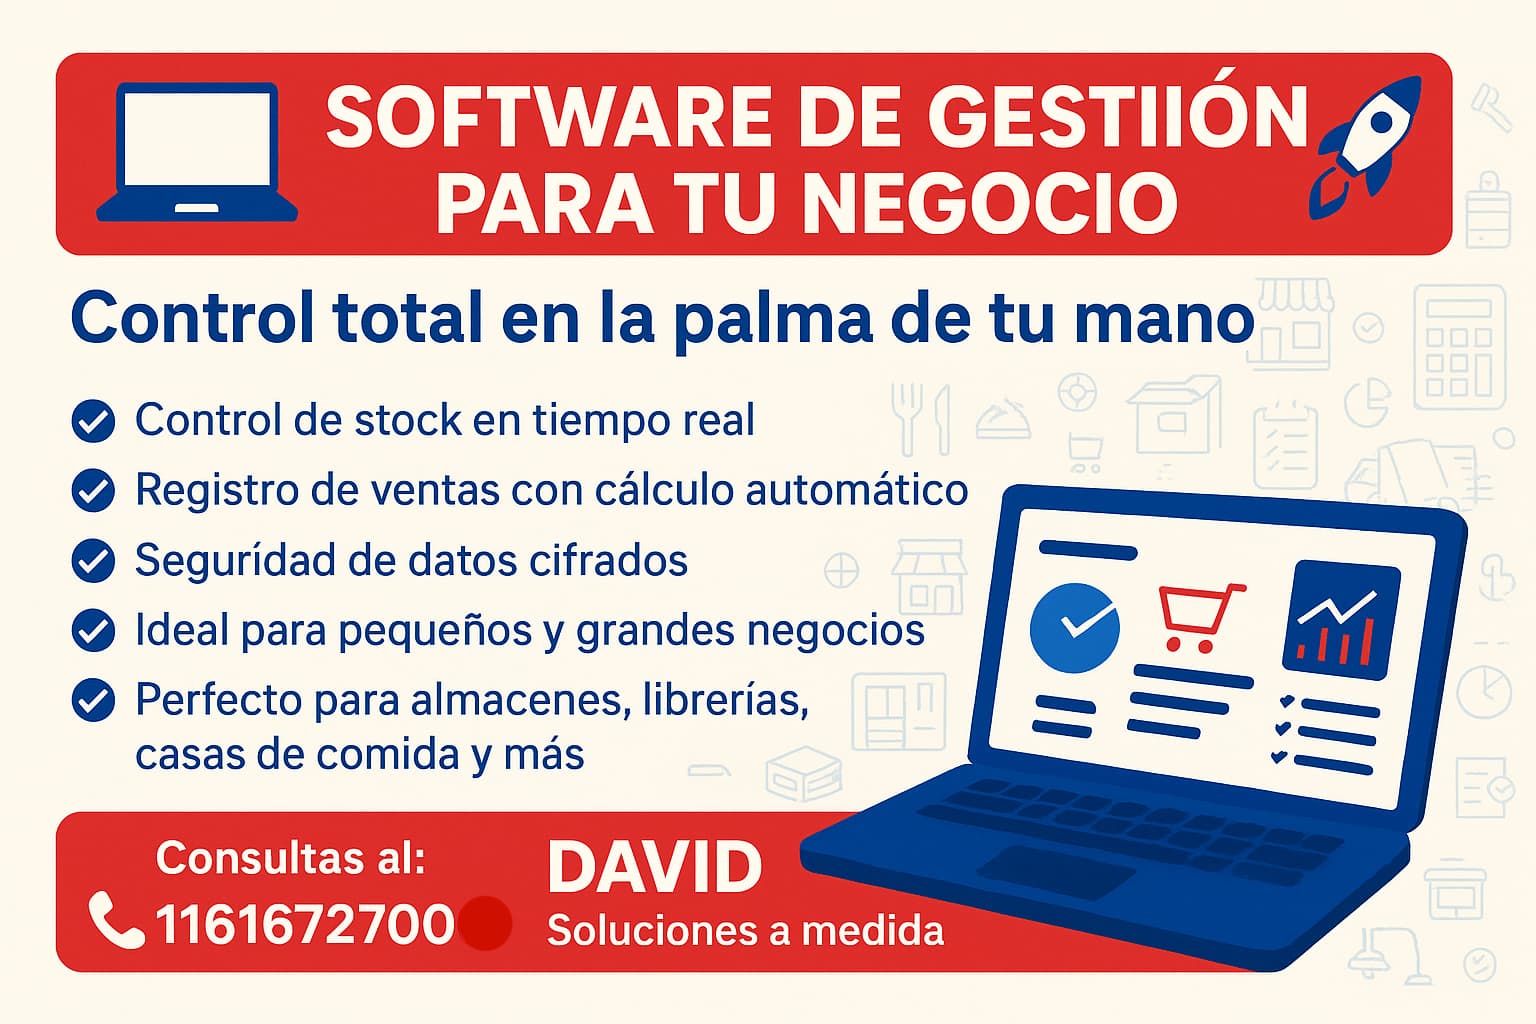 SOFTWARE DE GESTIIÓN
PARA TU NEGOCIO
Control total en la palma de tu mano
Control de stock en tiempo real
Registro de ventas con cálculo automático
Segurídad de datos cifrados
Ideal para pequeños y grandes negocios
Perfecto para almacenes, librerías,
casas de comida y más
Consultas al:
1161672700
DAVID
Soluciones a medida